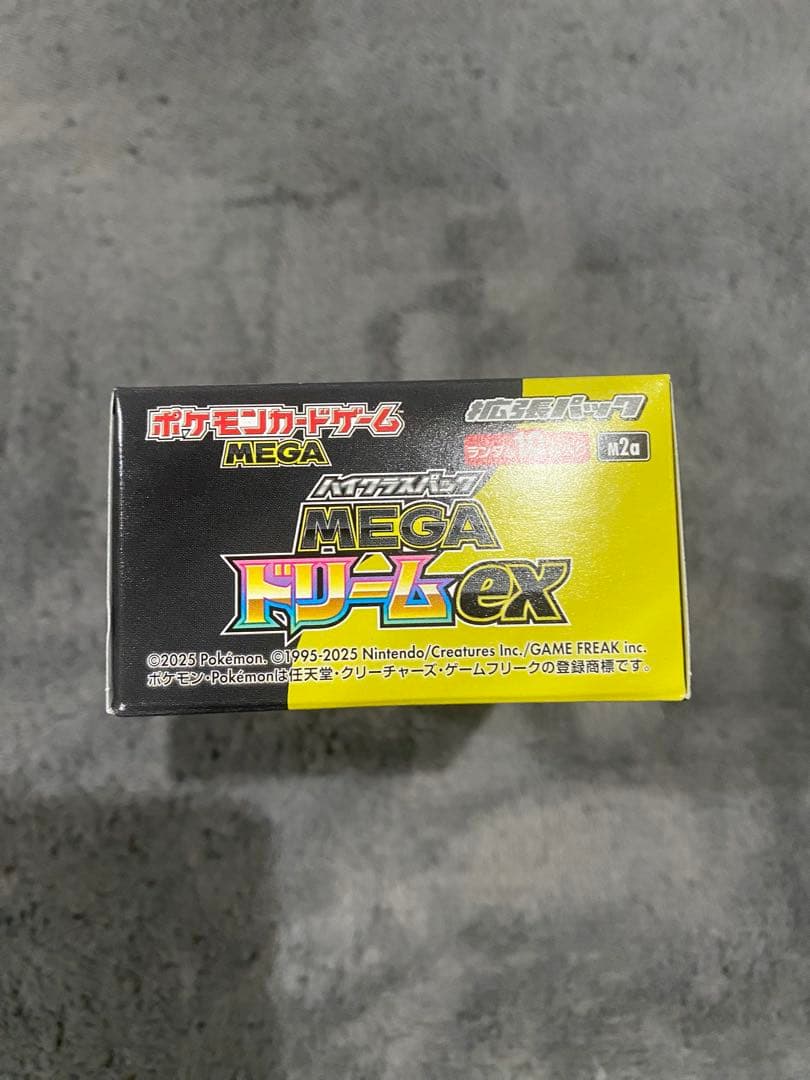 ポケモンカードゲーム
MEGA
拡張パック
ランダム
M2a
ハイクラスパック
MEGA
ドリームex
©2025 Pokémon. ©1995-2025 Nintendo/Creatures Inc./GAME FREAK inc.
ポケモン・Pokémonは任天堂・クリーチャーズ・ゲームフリークの登録商標です。